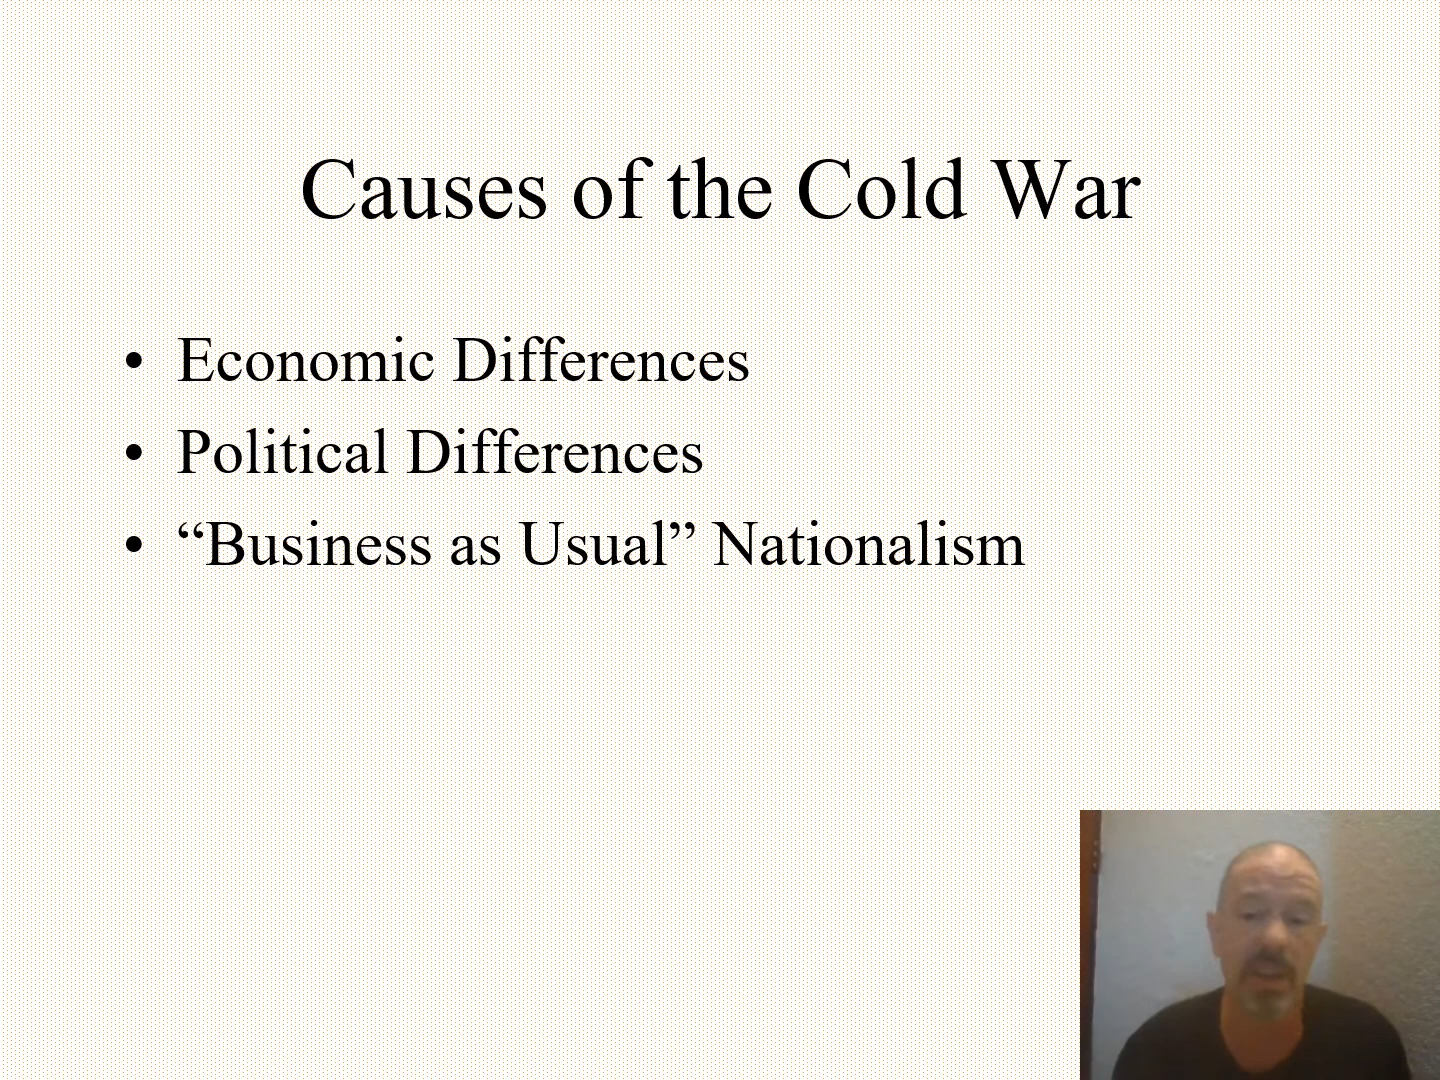 Causes of the Cold War
• Economic Differences
• Political Differences
• “Business as Usual” Nationalism